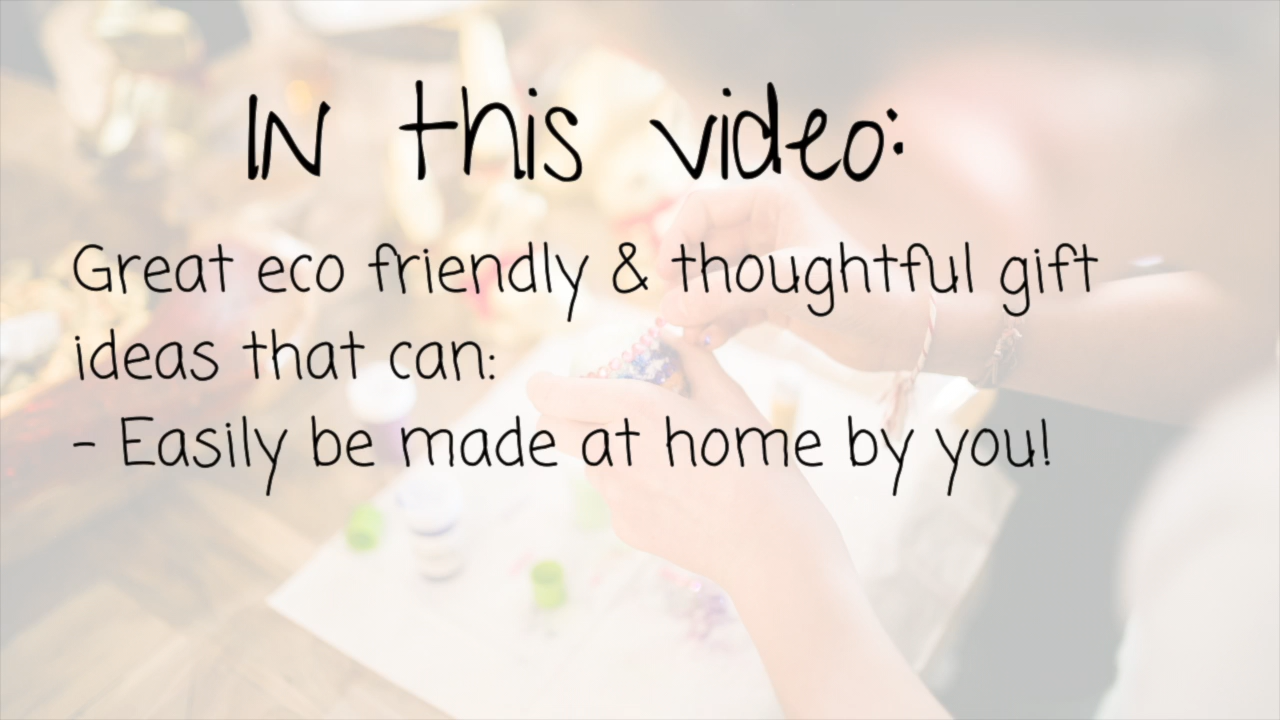 IN this video:
Great eco friendly & thoughtful gift
ideas that can:
- Easily be made at home by you!